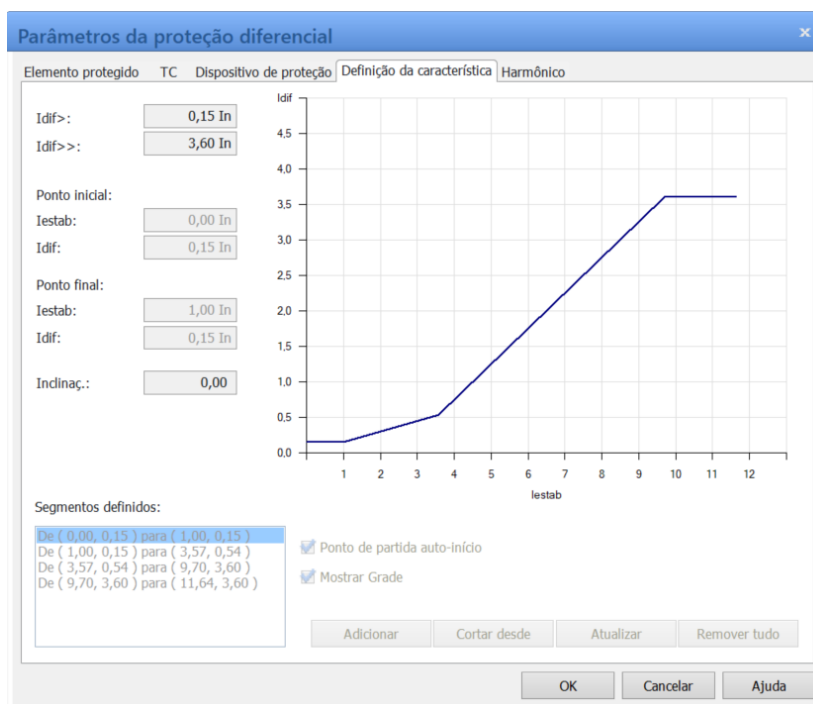 Parâmetros da proteção diferencial
Elemento protegido TC Dispositivo de proteção Definição da característica Harmônico
Idif>: 0,15 In
Idif>>: 3,60 In
Ponto inicial:
Iestab: 0,00 In
Idif: 0,15 In
Ponto final:
Iestab: 1,00 In
Idif: 0,15 In
Inclinaç.: 0,00
Idif
4,5
4,0
3,5
3,0
2,5
2,0
1,5
1,0
0,5
0,0
1 2 3 4 5 6 7 8 9 10 11 12
Iestab
Segmentos definidos:
De ( 0,00, 0,15 ) para ( 1,00, 0,15 )
De ( 1,00, 0,15 ) para ( 3,57, 0,54 )
De ( 3,57, 0,54 ) para ( 9,70, 3,60 )
De ( 9,70, 3,60 ) para ( 11,64, 3,60 )
Ponto de partida auto-início
Mostrar Grade
Adicionar Cortar desde Atualizar Remover tudo
OK Cancelar Ajuda